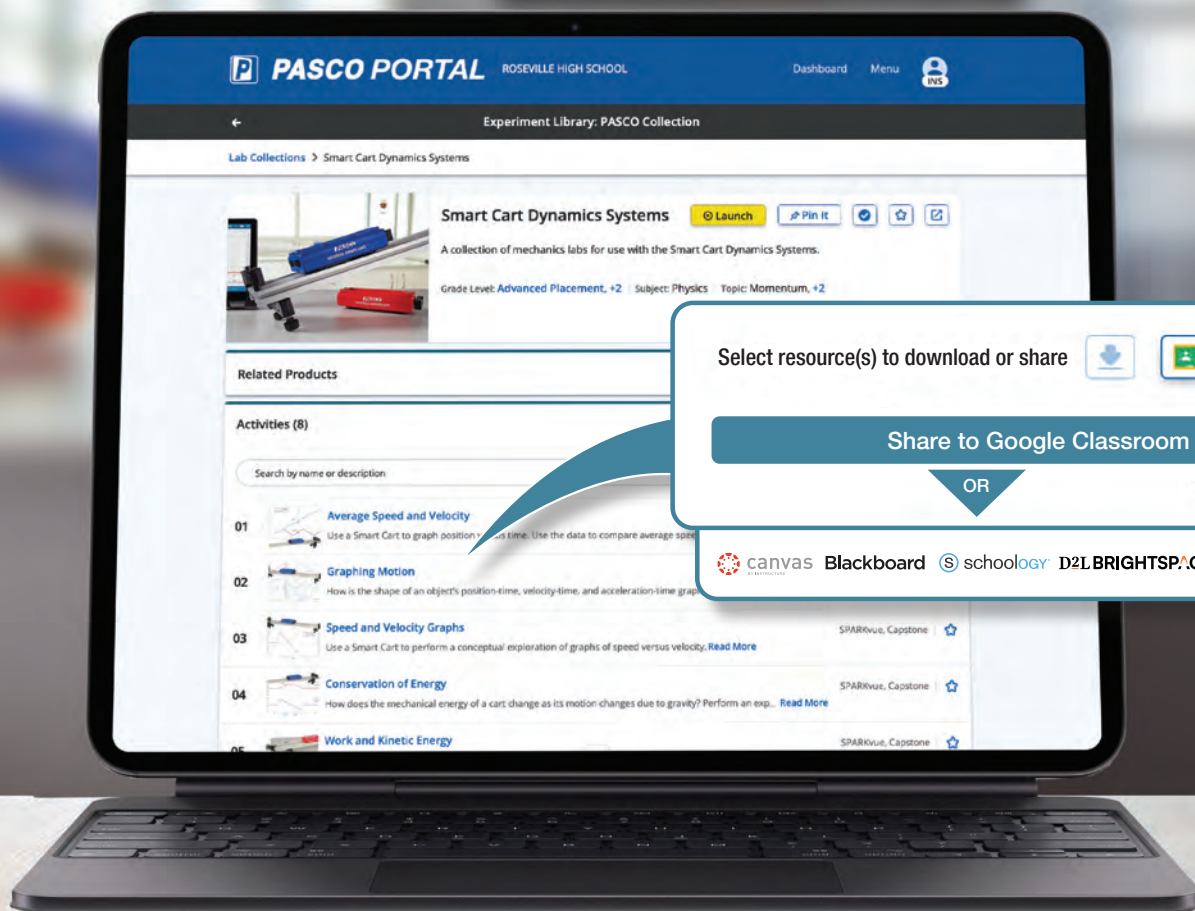 PASCO PORTAL ROSEVILLE HIGH SCHOOL Dashboard Menu
INS
Experiment Library: PASCO Collection
Lab Collections > Smart Cart Dynamics Systems
Smart Cart Dynamics Systems Launch Pin It
A collection of mechanics labs for use with the Smart Cart Dynamics Systems.
Grade Level: Advanced Placement, +2 Subject: Physics Topic: Momentum, +2
Related Products
Select resource(s) to download or share
Share to Google Classroom
OR
canvas Blackboard schoology D2L BRIGHTSPAC
Activities (8)
Search by name or description
01 Average Speed and Velocity
Use a Smart Cart to graph position time. Use the data to compare average
02 Graphing Motion
How is the shape of an object's position-time, velocity-time, and acceleration-time
03 Speed and Velocity Graphs SPARKvue, Capstone
Use a Smart Cart to perform a conceptual exploration of graphs of speed versus velocity. Read More
04 Conservation of Energy SPARKvue, Capstone
How does the mechanical energy of a cart change as its motion changes due to gravity? Perform an exp... Read More
Work and Kinetic Energy SPARKvue, Capstone